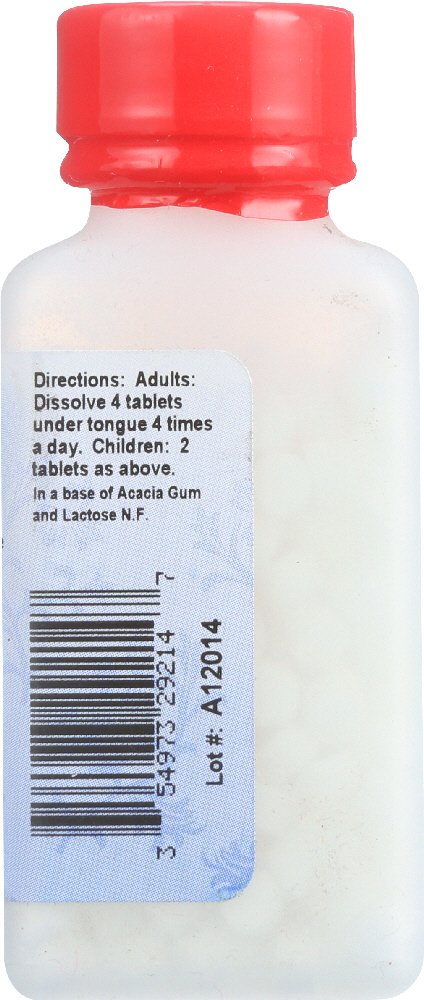 Directions: Adults:
Dissolve 4 tablets
under tongue 4 times
a day. Children: 2
tablets as above.
In a base of Acacia Gum
and Lactose N.F.
3 54973 29214 7
Lot #: A12014